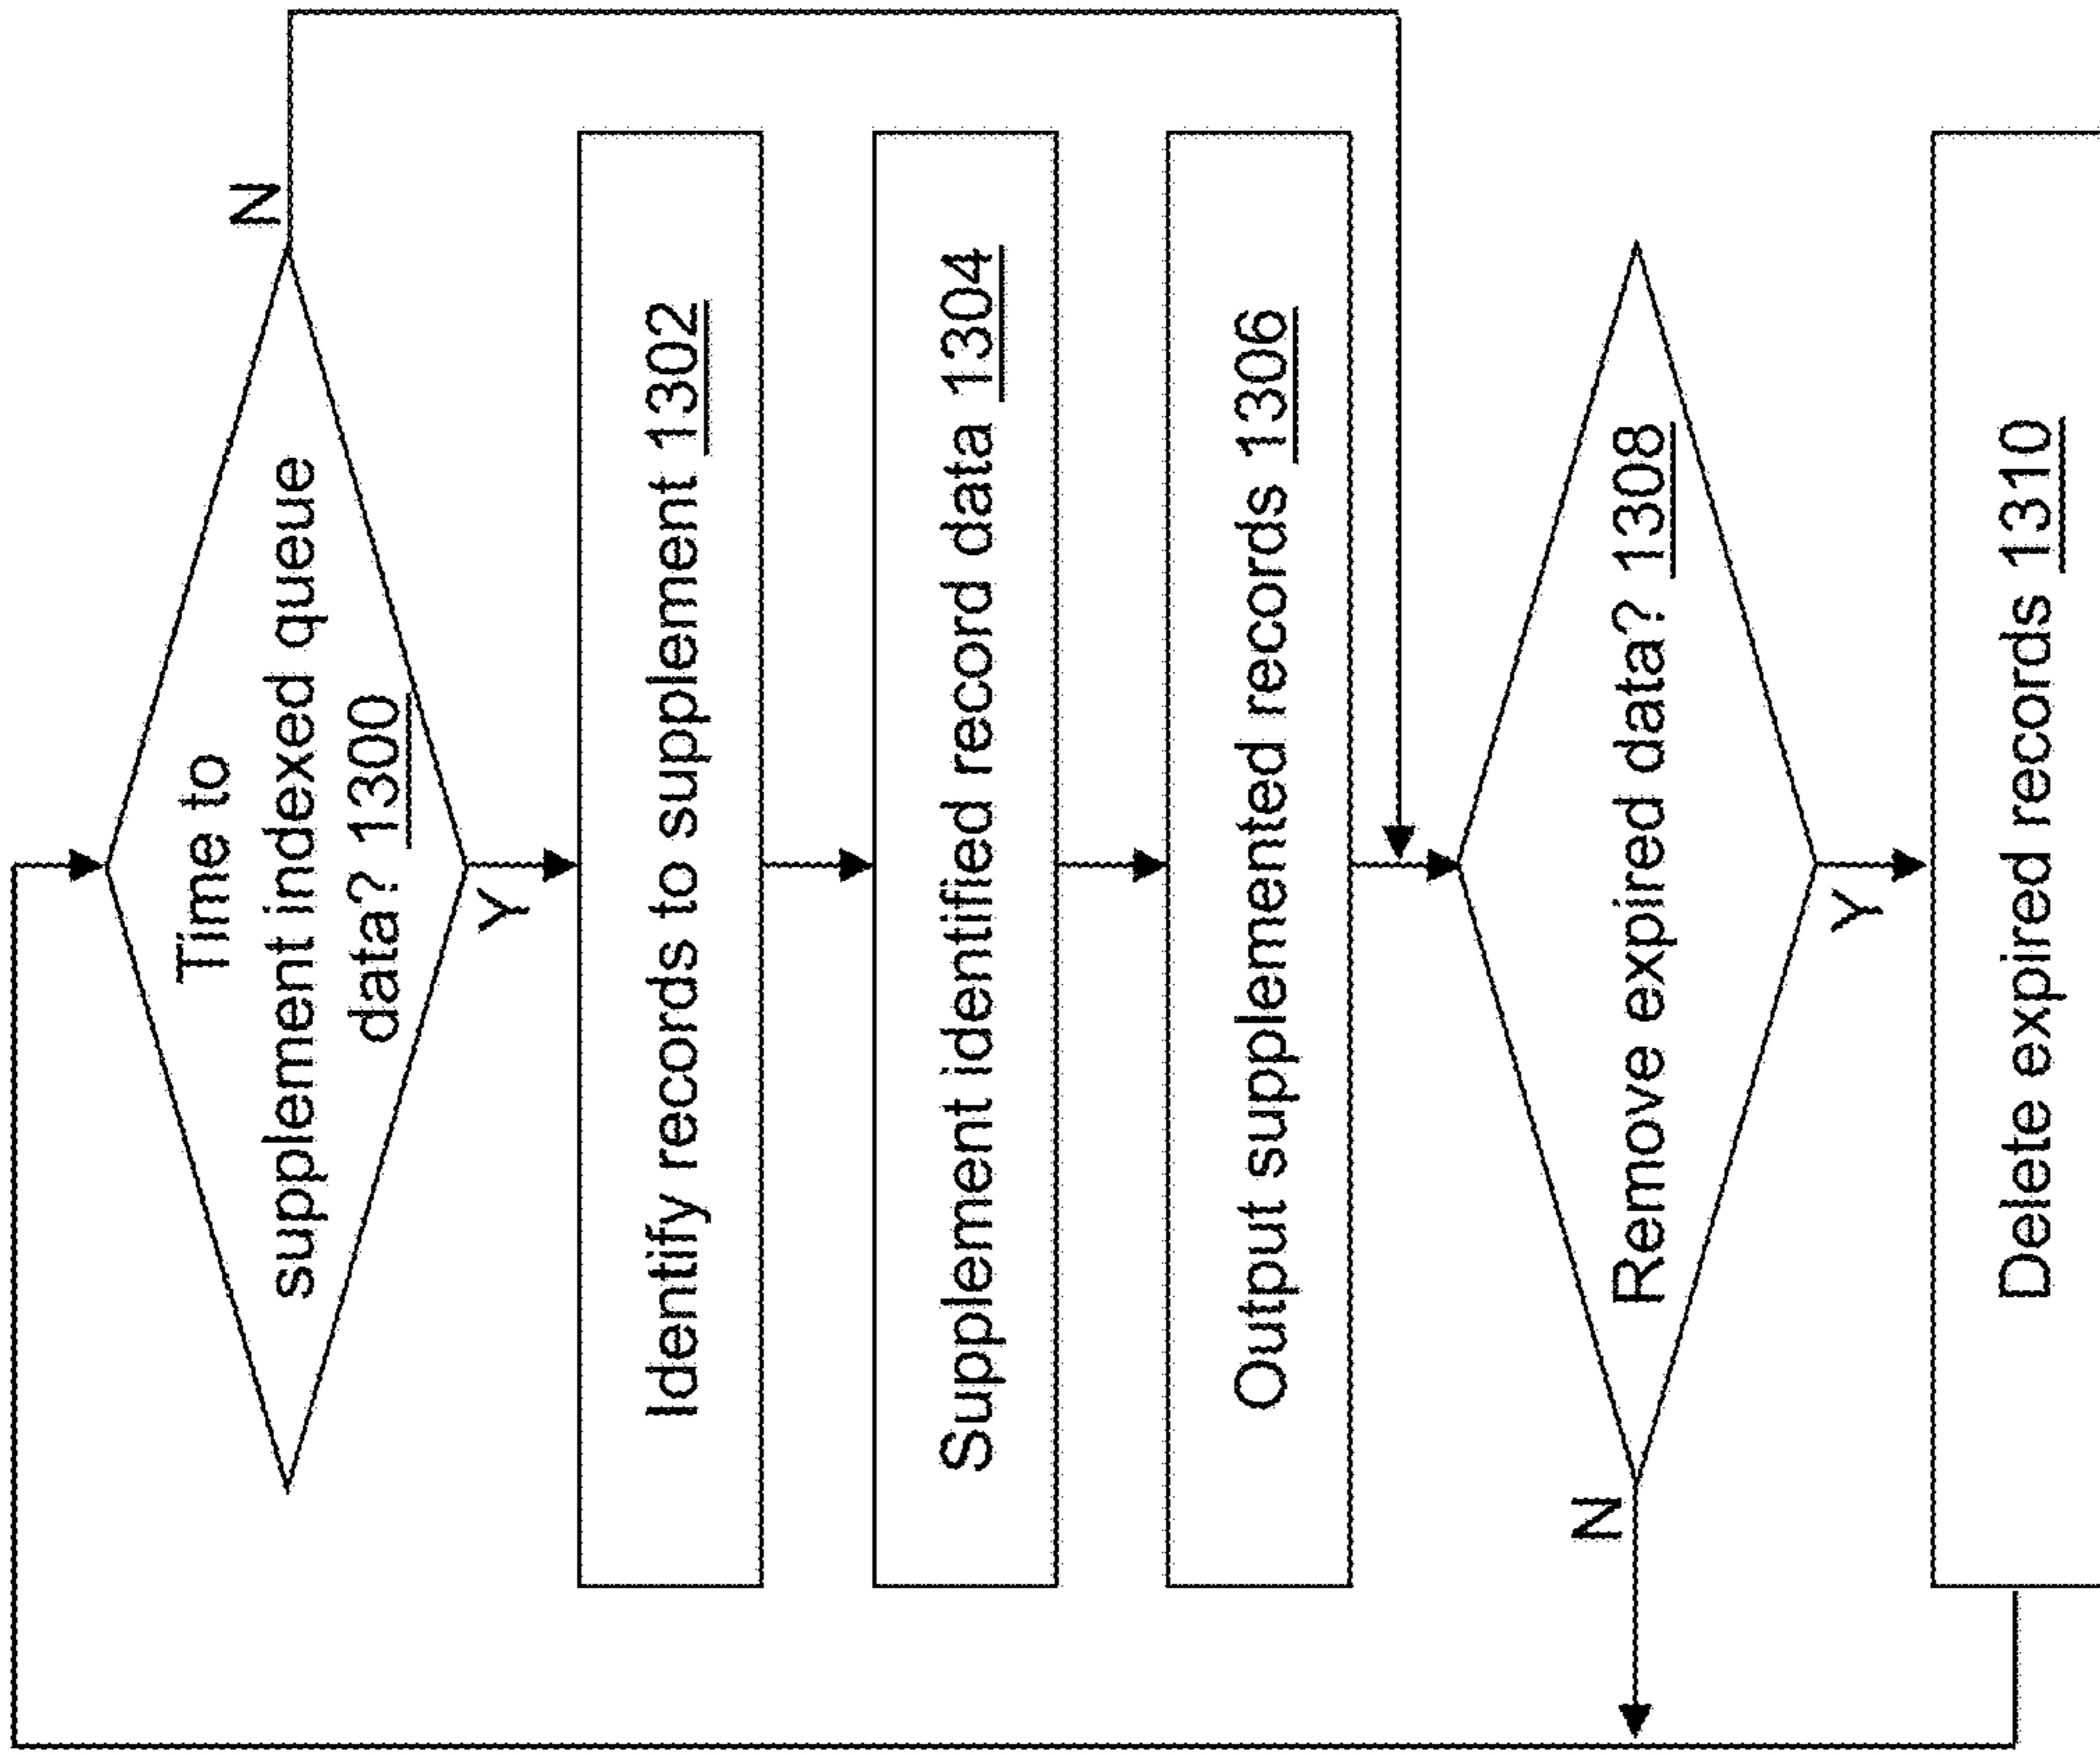 Time to
supplement indexed queue
data? 1300
N
Y
Identify records to supplement 1302
Supplement identified record data 1304
Output supplemented records 1306
Remove expired data? 1308
N
Y
Delete expired records 1310